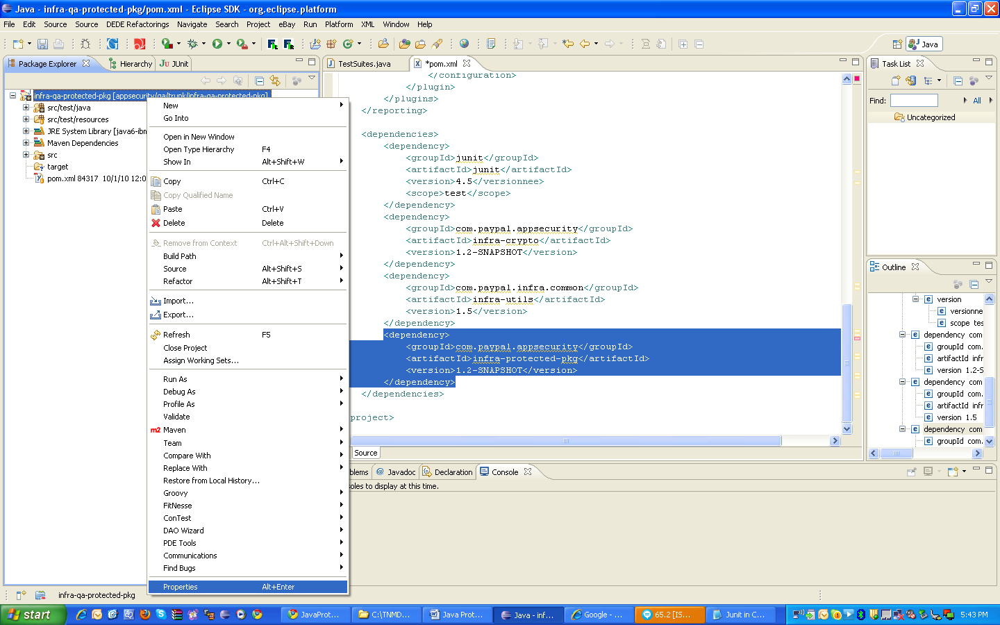 Java - infra-qa-protected-pkg/pom.xml - Eclipse SDK - org.eclipse.platform
File Edit Source Source DEDE Refactorings Navigate Search Project eBay Run Platform XML Window Help
Java
Package Explorer Hierarchy JUnit
TestSuites.java *pom.xml
Task List
infra-qa-protected-pkg [appsecurity/qa/trunk/infra-qa-protected-pkg]
src/test/java
src/test/resources
JRE System Library [java6-ibm
Maven Dependencies
src
target
pom.xml 84317 10/1/10 12:0
New
Go Into
Open in New Window
Open Type Hierarchy F4
Show In Alt+Shift+W
Copy Ctrl+C
Copy Qualified Name
Paste Ctrl+V
Delete Delete
Remove from Context Ctrl+Alt+Shift+Down
Build Path
Source Alt+Shift+S
Refactor Alt+Shift+T
Import...
Export...
Refresh F5
Close Project
Assign Working Sets...
Run As
Debug As
Profile As
Validate
m2 Maven
Team
Compare With
Replace With
Restore from Local History...
Groovy
FitNesse
ConTest
DAO Wizard
PDE Tools
Communications
Find Bugs
Properties Alt+Enter
</configuration>
</plugin>
</plugins>
</reporting>
<dependencies>
<dependency>
<groupId>junit</groupId>
<artifactId>junit</artifactId>
<version>4.5</versionnee>
<scope>test</scope>
</dependency>
<dependency>
<groupId>com.paypal.appsecurity</groupId>
<artifactId>infra-crypto</artifactId>
<version>1.2-SNAPSHOT</version>
</dependency>
<dependency>
<groupId>com.paypal.infra.common</groupId>
<artifactId>infra-utils</artifactId>
<version>1.5</version>
</dependency>
<dependency>
<groupId>com.paypal.appsecurity</groupId>
<artifactId>infra-protected-pkg</artifactId>
<version>1.2-SNAPSHOT</version>
</dependency>
</dependencies>
project>
Source
Find: All
Uncategorized
Outline
version
versionne
scope tes
dependency com
groupId com.
artifactId infr
version 1.2-S
dependency com
groupId com.
artifactId infr
version 1.5
dependency com
groupId com.
blems Javadoc Declaration Console
oles to display at this time.
infra-qa-protected-pkg
start JavaProt... C:\TNMD... Java Prot... Java - inf... Google - ... 65.2 [IS... Junit in C... 5:43 PM